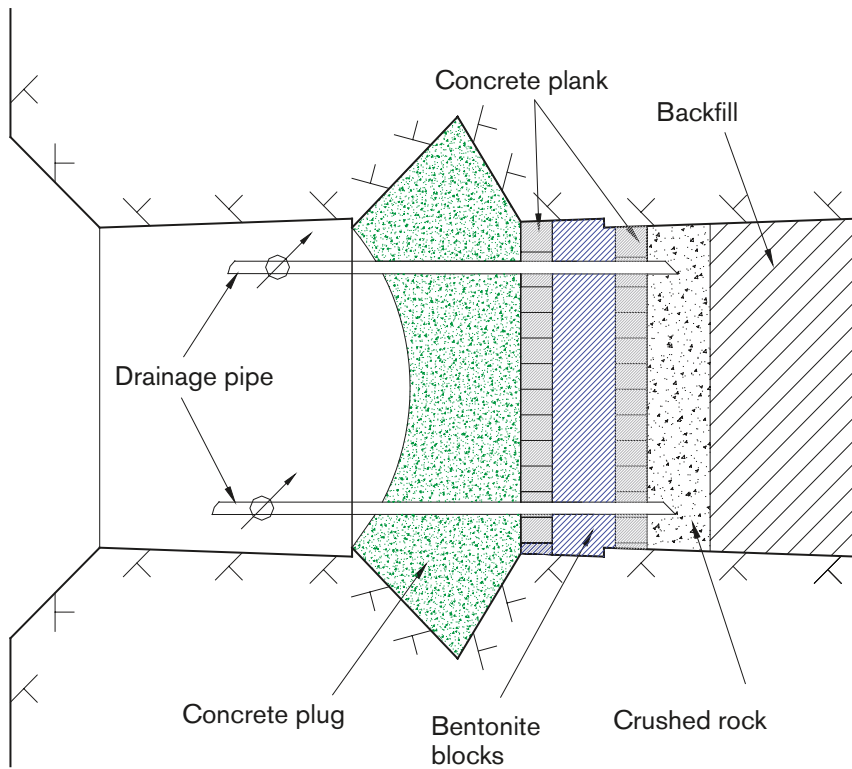 Concrete plank
Backfill
Drainage pipe
Concrete plug
Bentonite
blocks
Crushed rock